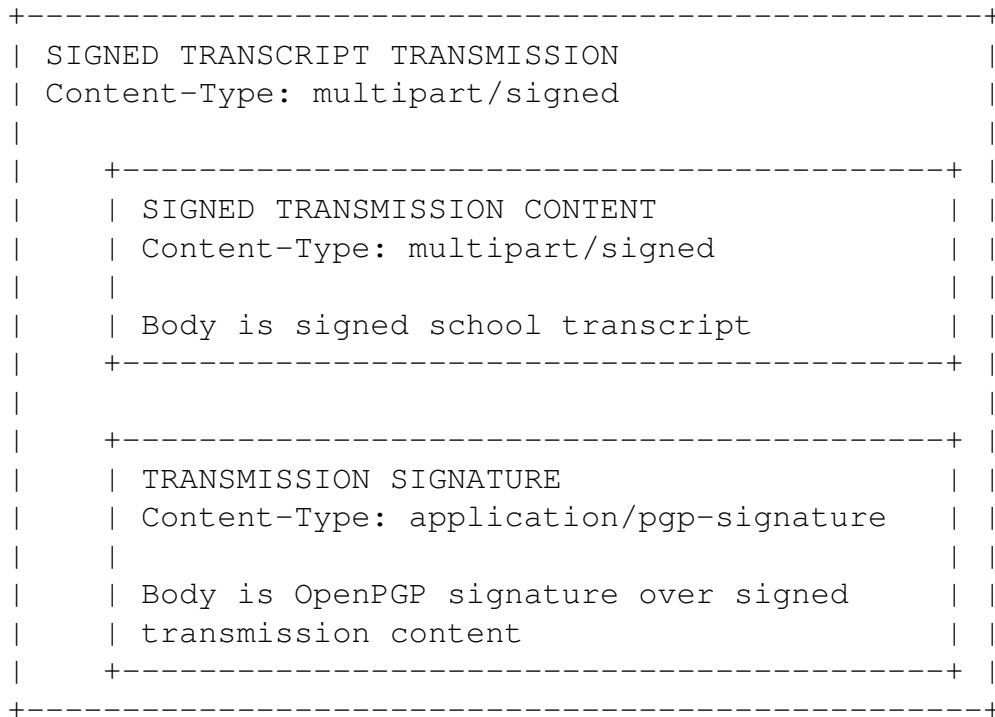 SIGNED TRANSCRIPT TRANSMISSION
Content-Type: multipart/signed
SIGNED TRANSMISSION CONTENT
Content-Type: multipart/signed
Body is signed school transcript
TRANSMISSION SIGNATURE
Content-Type: application/pgp-signature
Body is OpenPGP signature over signed
transmission content